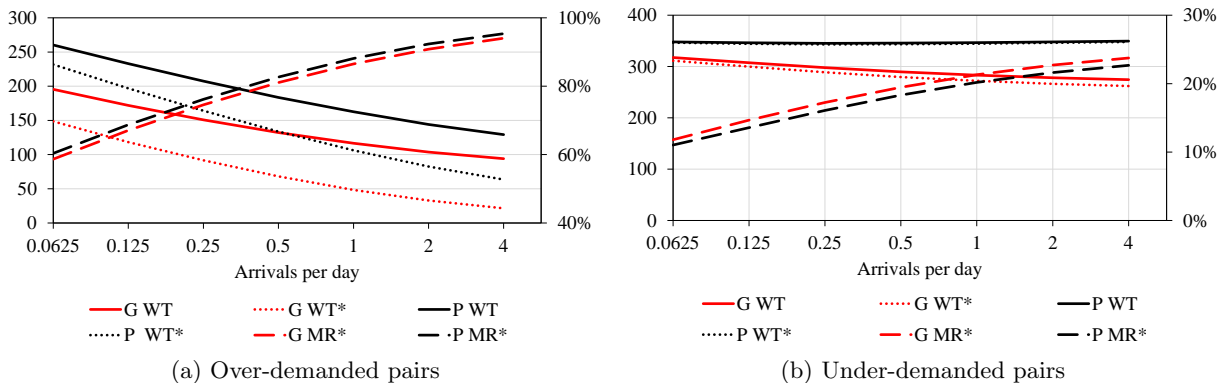 300 100%
250
200 80%
150
100 60%
50
0 40%
0.0625 0.125 0.25 0.5 1 2 4
Arrivals per day
G WT G WT* P WT
P WT* G MR* P MR*
(a) Over-demanded pairs
400 30%
300
20%
200
10%
100
0 0%
0.0625 0.125 0.25 0.5 1 2 4
Arrivals per day
G WT G WT* P WT
P WT* G MR* P MR*
(b) Under-demanded pairs